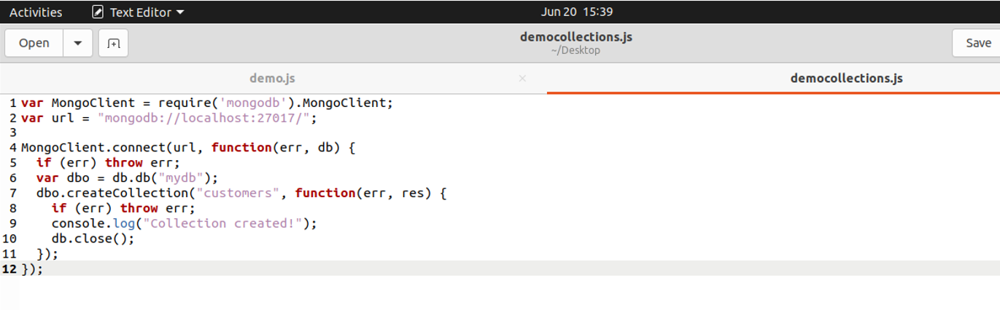 Activities Text Editor Jun 20 15:39
Open democollections.js Save
~/Desktop
demo.js × democollections.js
1 var MongoClient = require('mongodb').MongoClient;
2 var url = "mongodb://localhost:27017/";
3
4 MongoClient.connect(url, function(err, db) {
5   if (err) throw err;
6   var dbo = db.db("mydb");
7   dbo.createCollection("customers", function(err, res) {
8     if (err) throw err;
9     console.log("Collection created!");
10     db.close();
11   });
12 });